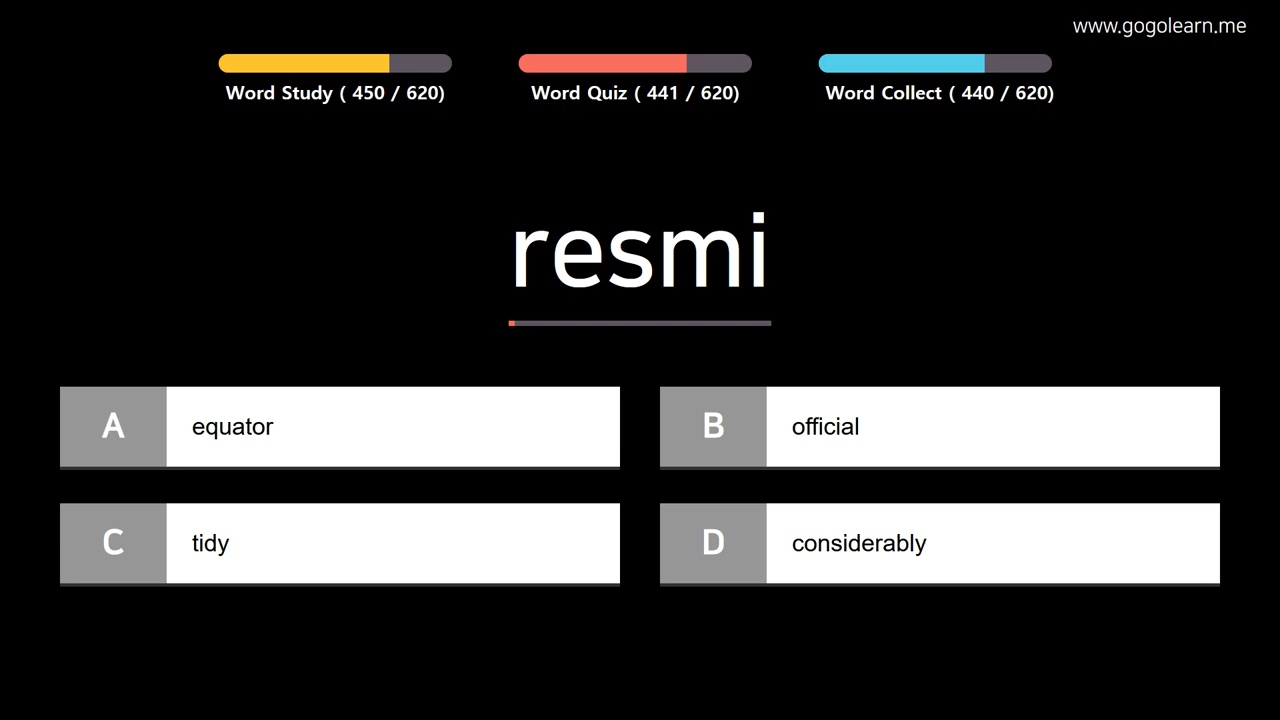 www.gogolearn.me
Word Study ( 450 / 620)
Word Quiz ( 441 / 620)
Word Collect ( 440 / 620)
resmi
A equator
B official
C tidy
D considerably